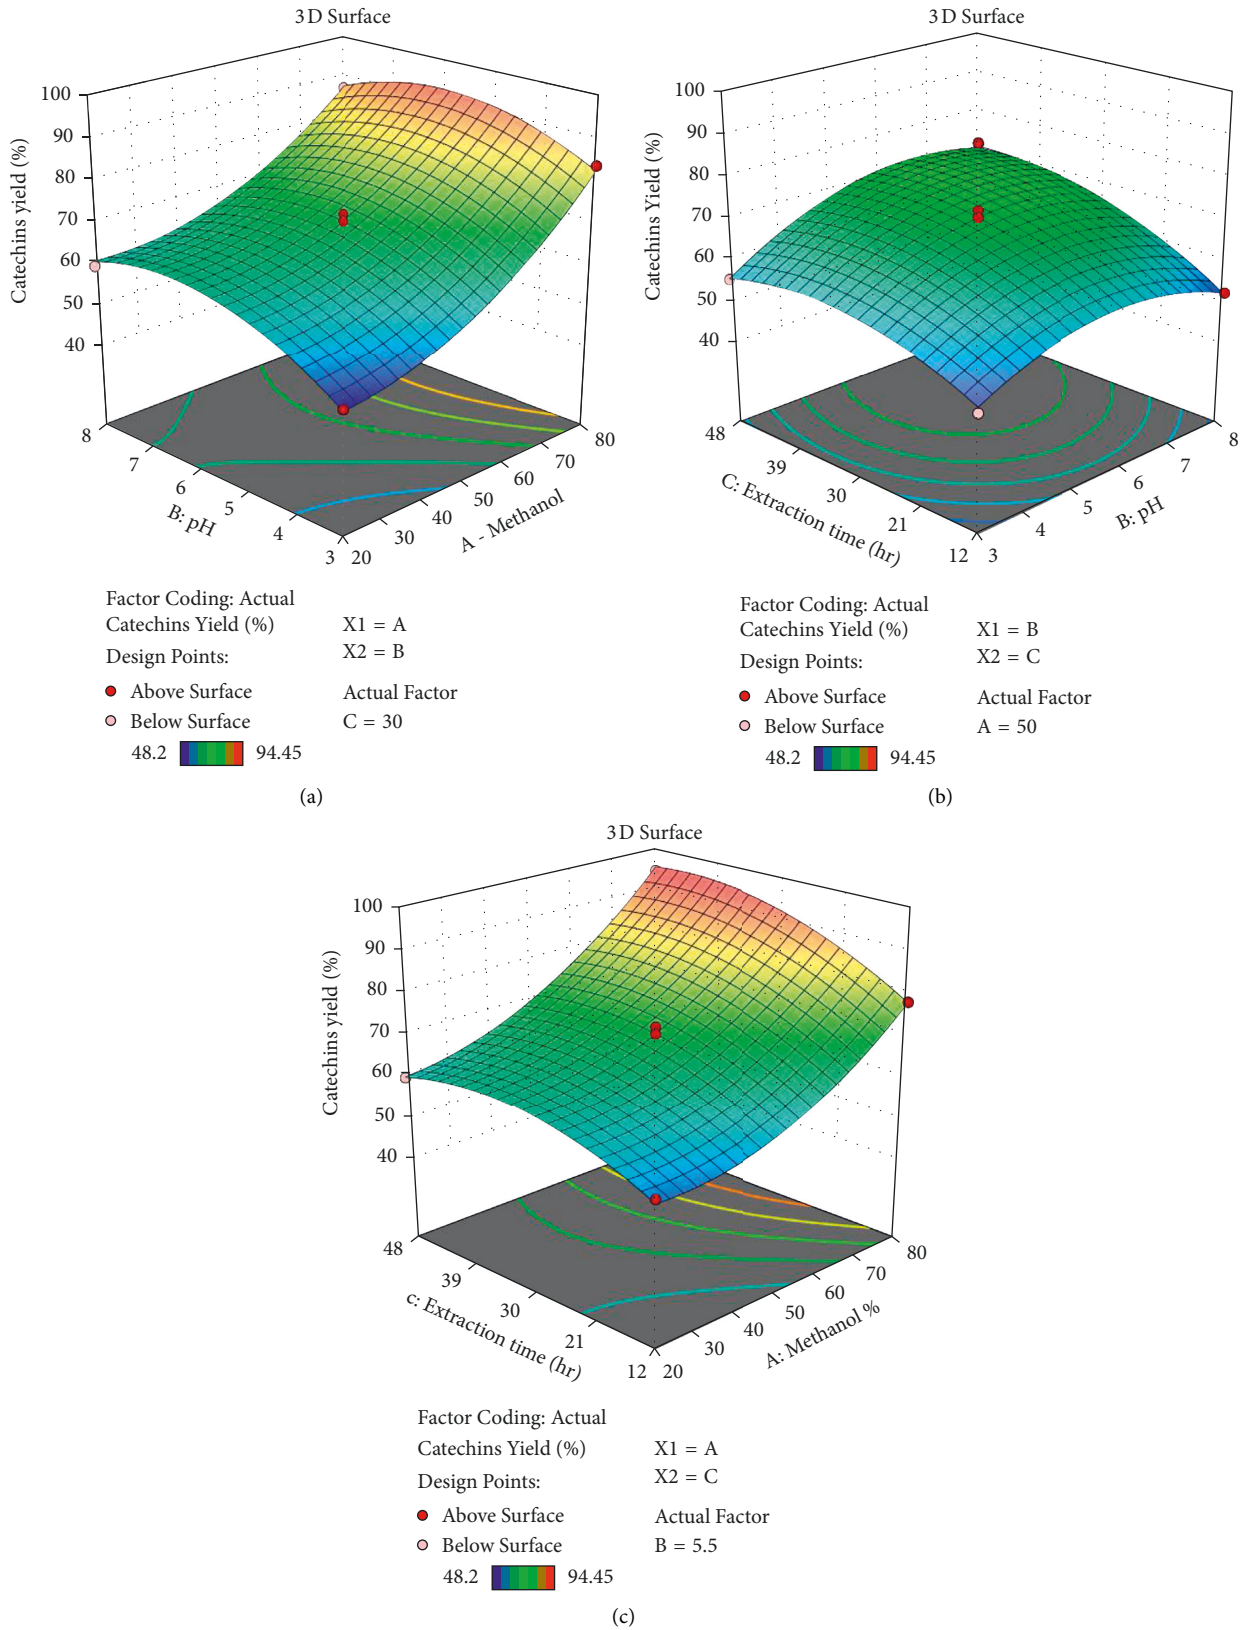 3D Surface
100
90
80
70
60
50
40
Catechins yield (%)
8
7
6
5
4
3
B: pH
20
30
40
50
60
70
80
A - Methanol
Factor Coding: Actual
Catechins Yield (%)
Design Points:
Above Surface
Below Surface
48.2 94.45
X1 = A
X2 = B
Actual Factor
C = 30
(a)
3D Surface
100
90
80
70
60
50
40
Catechins Yield (%)
48
39
30
21
12
C: Extraction time (hr)
3
4
5
6
7
8
B: pH
Factor Coding: Actual
Catechins Yield (%)
Design Points:
Above Surface
Below Surface
48.2 94.45
X1 = B
X2 = C
Actual Factor
A = 50
(b)
3D Surface
100
90
80
70
60
50
40
Catechins yield (%)
48
39
30
21
12
c: Extraction time (hr)
20
30
40
50
60
70
80
A: Methanol %
Factor Coding: Actual
Catechins Yield (%)
Design Points:
Above Surface
Below Surface
48.2 94.45
X1 = A
X2 = C
Actual Factor
B = 5.5
(c)